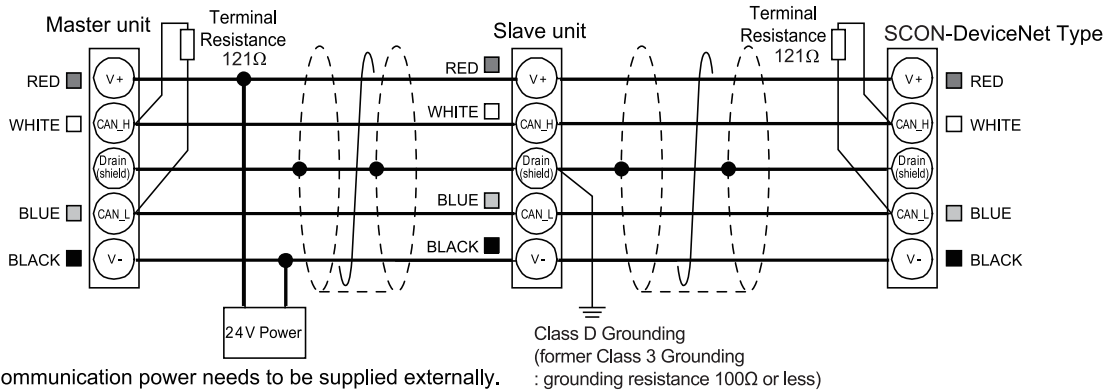 Master unit
Terminal
Resistance
121Ω
Slave unit
Terminal
Resistance
121Ω
SCON-DeviceNet Type
RED
V+
RED
V+
V+
RED
WHITE
CAN_H
WHITE
CAN_H
CAN_H
WHITE
Drain
(shield)
Drain
(shield)
Drain
(shield)
BLUE
CAN_L
BLUE
CAN_L
CAN_L
BLUE
BLACK
V-
BLACK
V-
V-
BLACK
24V Power
Class D Grounding
(former Class 3 Grounding
: grounding resistance 100Ω or less)
ommunication power needs to be supplied externally.